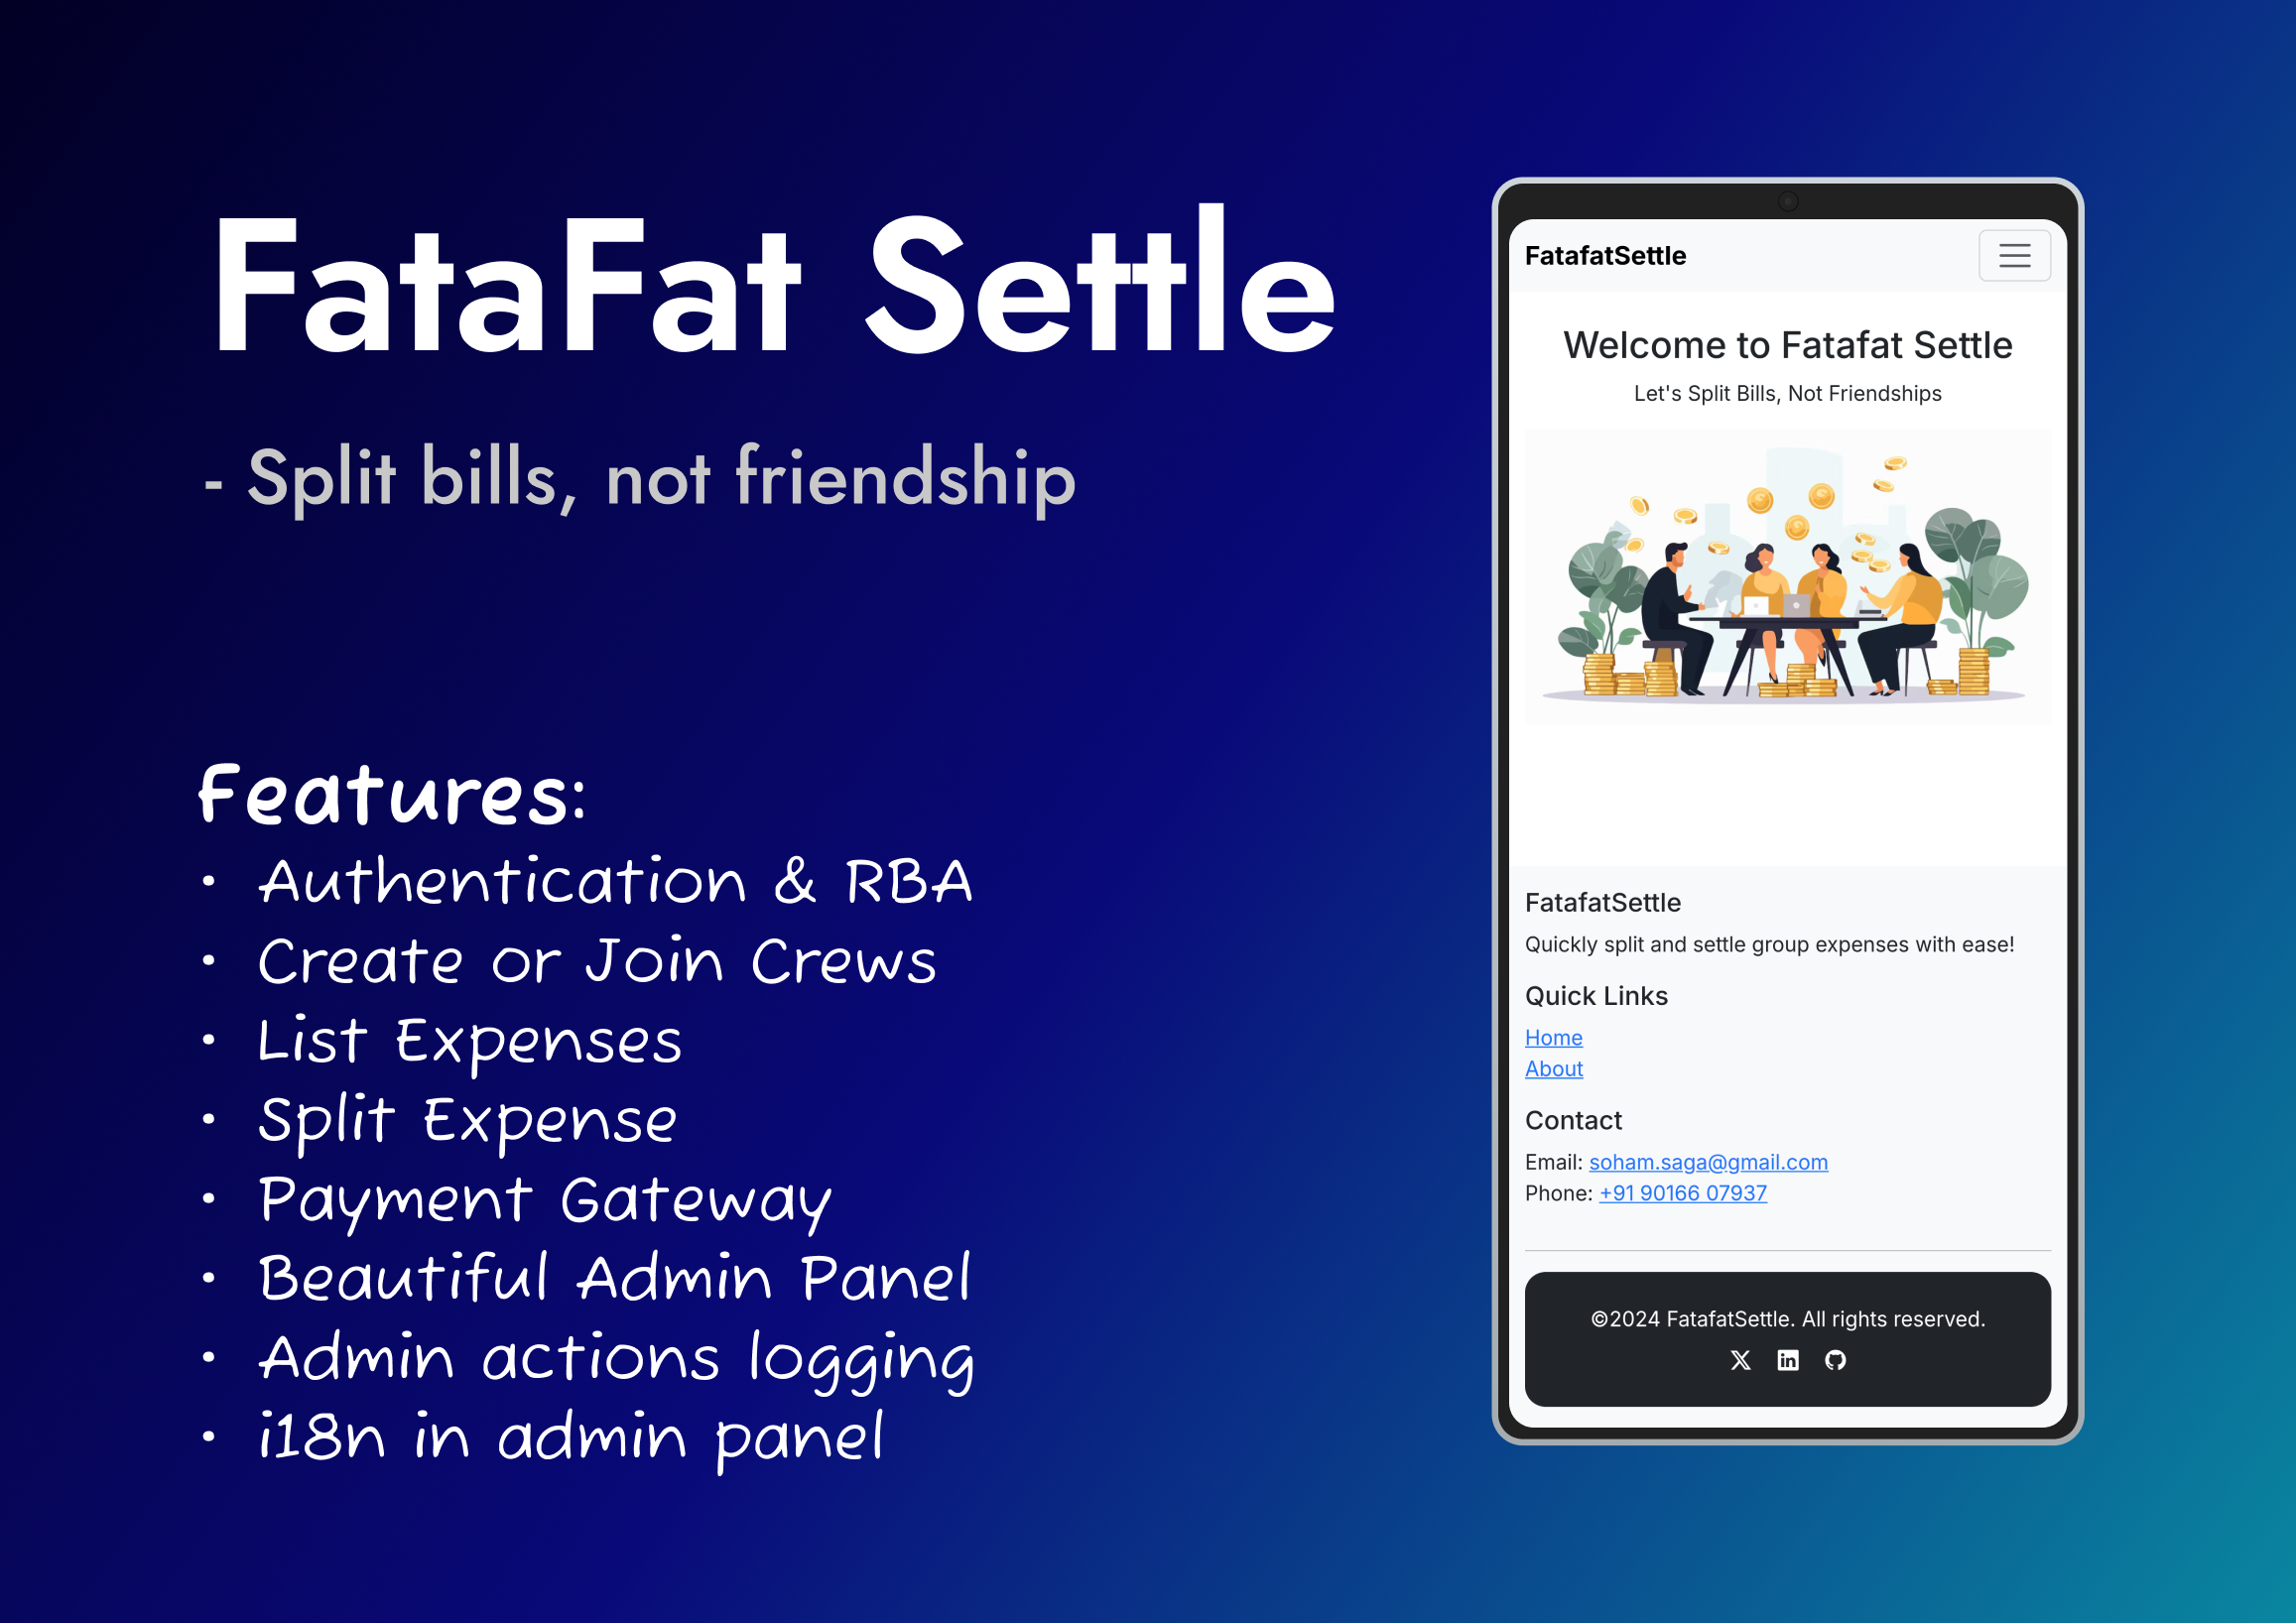 FataFat Settle
- Split bills, not friendship
Features:
• Authentication & RBA
• Create or Join Crews
• List Expenses
• Split Expense
• Payment Gateway
• Beautiful Admin Panel
• Admin actions logging
• i18n in admin panel
FatafatSettle
Welcome to Fatafat Settle
Let's Split Bills, Not Friendships
FatafatSettle
Quickly split and settle group expenses with ease!
Quick Links
Home
About
Contact
Email: soham.saga@gmail.com
Phone: +91 90166 07937
©2024 FatafatSettle. All rights reserved.